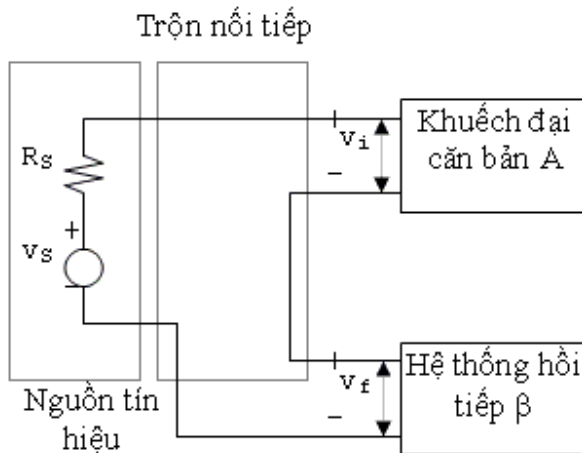 Trộn nối tiếp
Rs
+
vs
Nguồn tín
hiệu
vi
−
Khuếch đại
căn bản A
vf
−
Hệ thống hồi
tiếp β